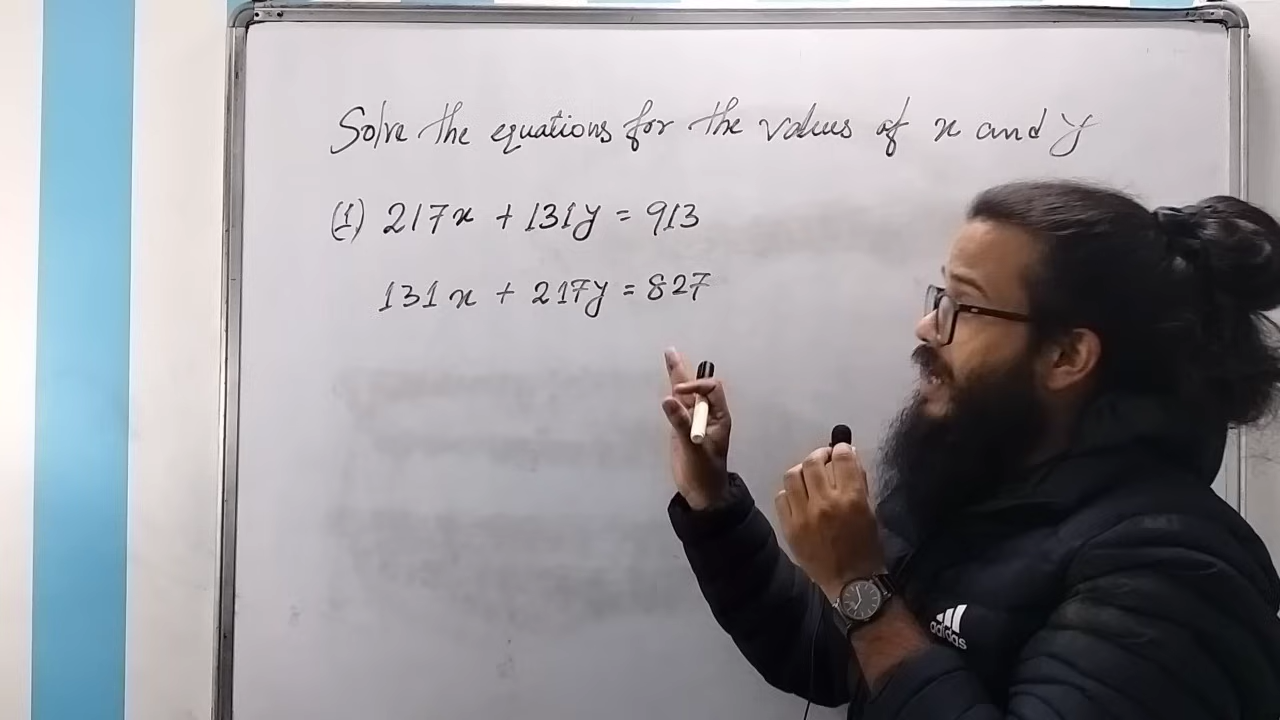 Solve the equations for the values of x and y
(1) 217x + 131y = 913
131x + 217y = 827
adidas